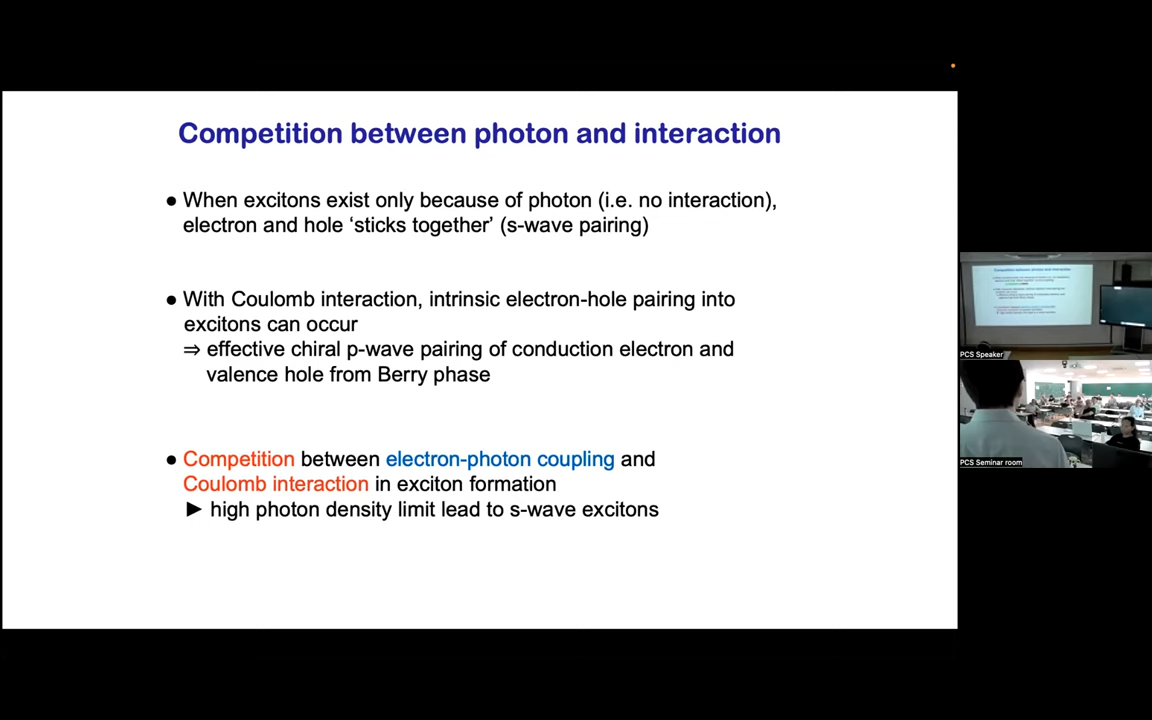 Competition between photon and interaction
● When excitons exist only because of photon (i.e. no interaction),
electron and hole ‘sticks together’ (s-wave pairing)
● With Coulomb interaction, intrinsic electron-hole pairing into
excitons can occur
⇒ effective chiral p-wave pairing of conduction electron and
valence hole from Berry phase
● Competition between electron-photon coupling and
Coulomb interaction in exciton formation
► high photon density limit lead to s-wave excitons
PCS Speaker
PCS Seminar room